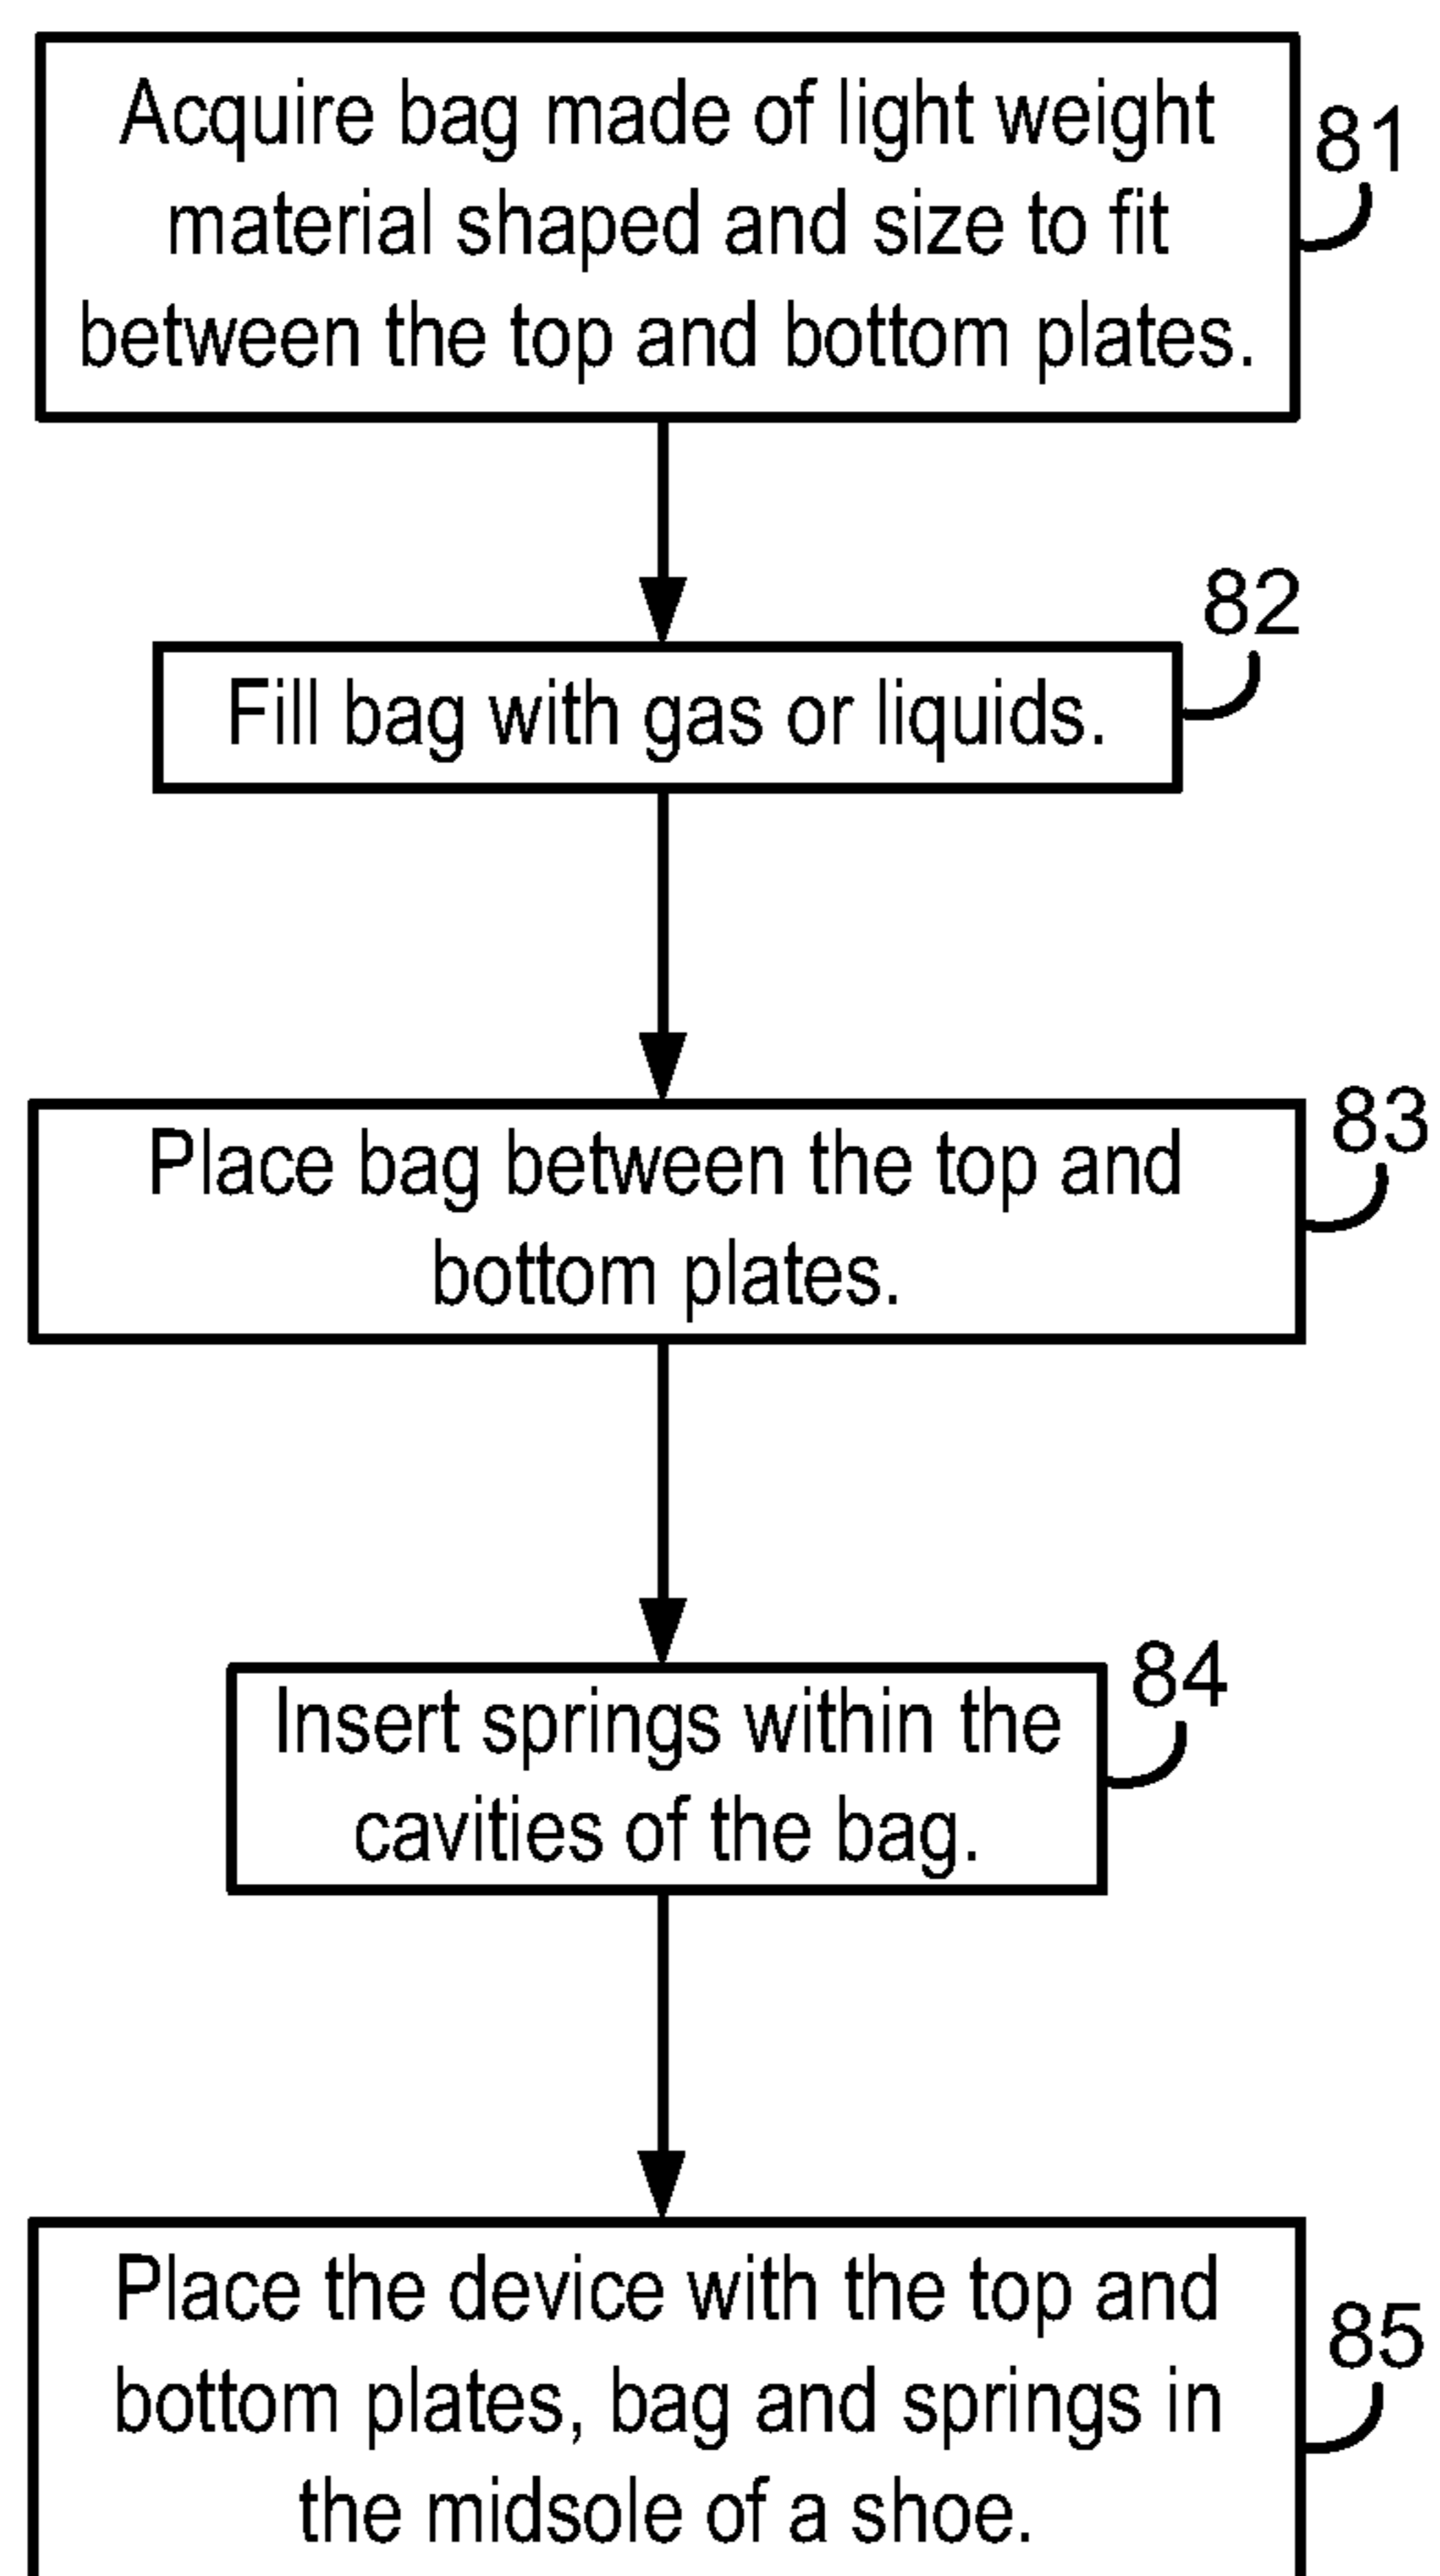 Acquire bag made of light weight
material shaped and size to fit
between the top and bottom plates.
81
Fill bag with gas or liquids.
82
Place bag between the top and
bottom plates.
83
Insert springs within the
cavities of the bag.
84
Place the device with the top and
bottom plates, bag and springs in
the midsole of a shoe.
85